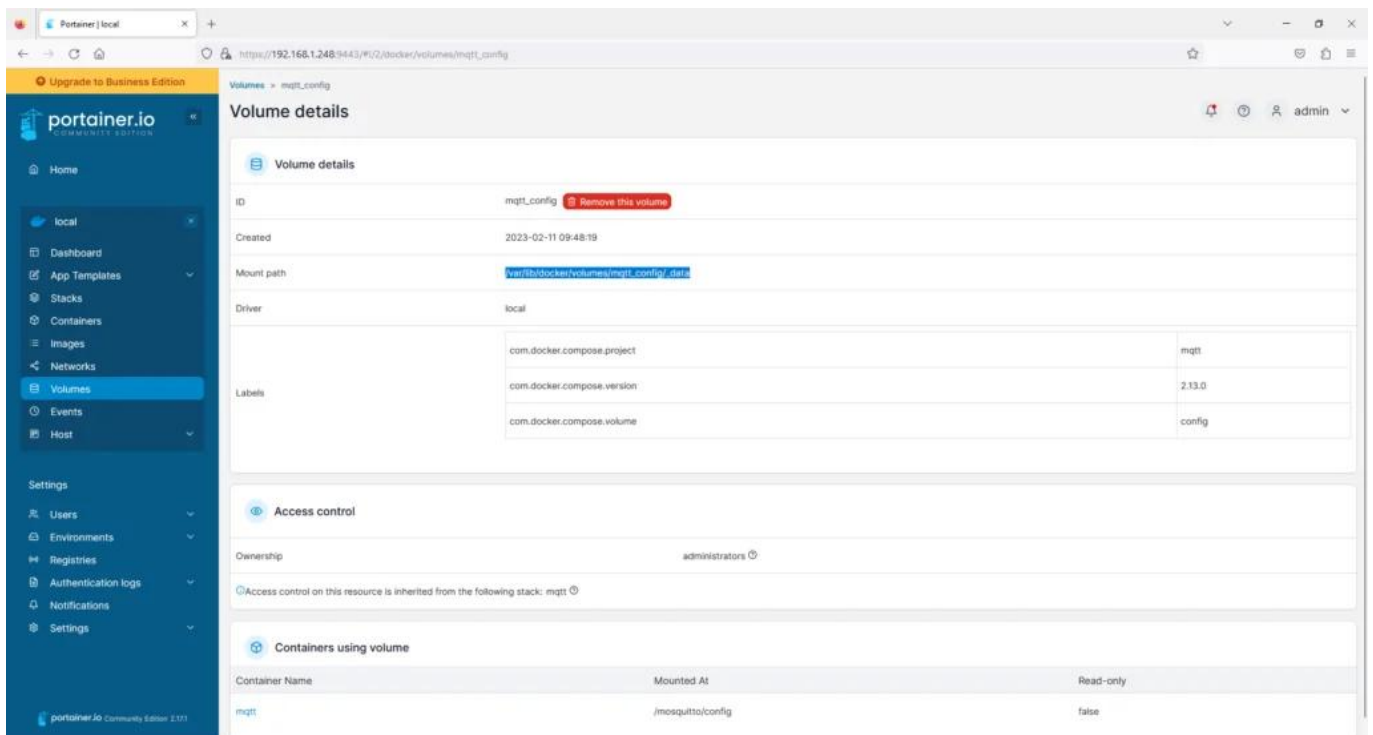 Portainer | local
https://192.168.1.248:9443/#!/2/docker/volumes/mqtt_config
Upgrade to Business Edition
portainer.io
COMMUNITY EDITION
Home
local
Dashboard
App Templates
Stacks
Containers
Images
Networks
Volumes
Events
Host
Settings
Users
Environments
Registries
Authentication logs
Notifications
Settings
portainer.io Community Edition 2.17.1
Volumes > mqtt_config
Volume details
admin
Volume details
ID mqtt_config Remove this volume
Created 2023-02-11 09:48:19
Mount path /var/lib/docker/volumes/mqtt_config/_data
Driver local
Labels
com.docker.compose.project mqtt
com.docker.compose.version 2.13.0
com.docker.compose.volume config
Access control
Ownership administrators
Access control on this resource is inherited from the following stack: mqtt
Containers using volume
Container Name Mounted At Read-only
mqtt /mosquitto/config false